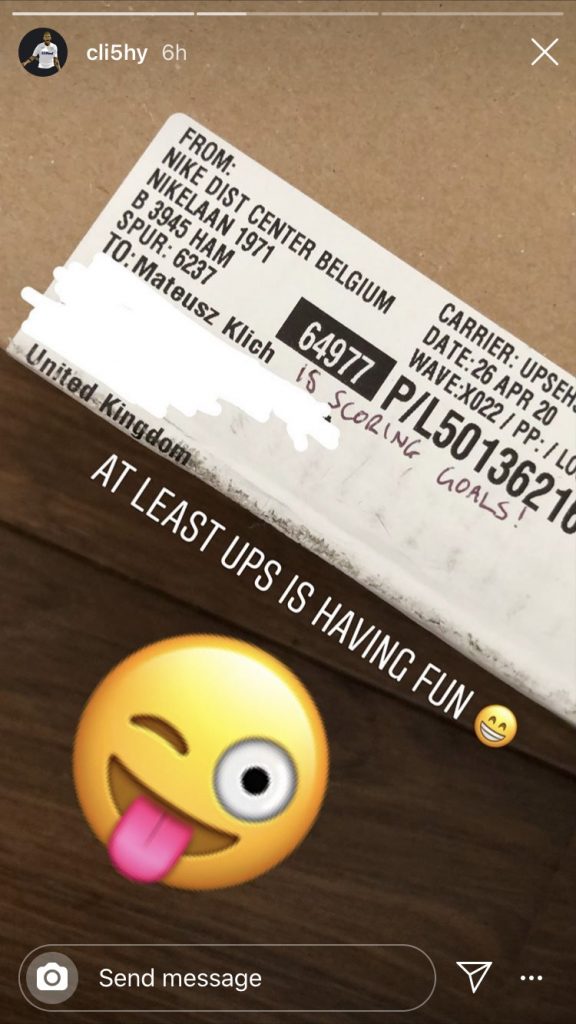 cli5hy 6h
FROM:
NIKE DIST CENTER BELGIUM
NIKELAAN 1971
B 3945 HAM
SPUR: 6237
TO: Mateusz Klich
United Kingdom
64977
CARRIER: UPSEH
DATE:26 APR 20
WAVE:X022 / PP: / LO
P/L50136210
IS SCORING GOALS!
AT LEAST UPS IS HAVING FUN 😁
Send message